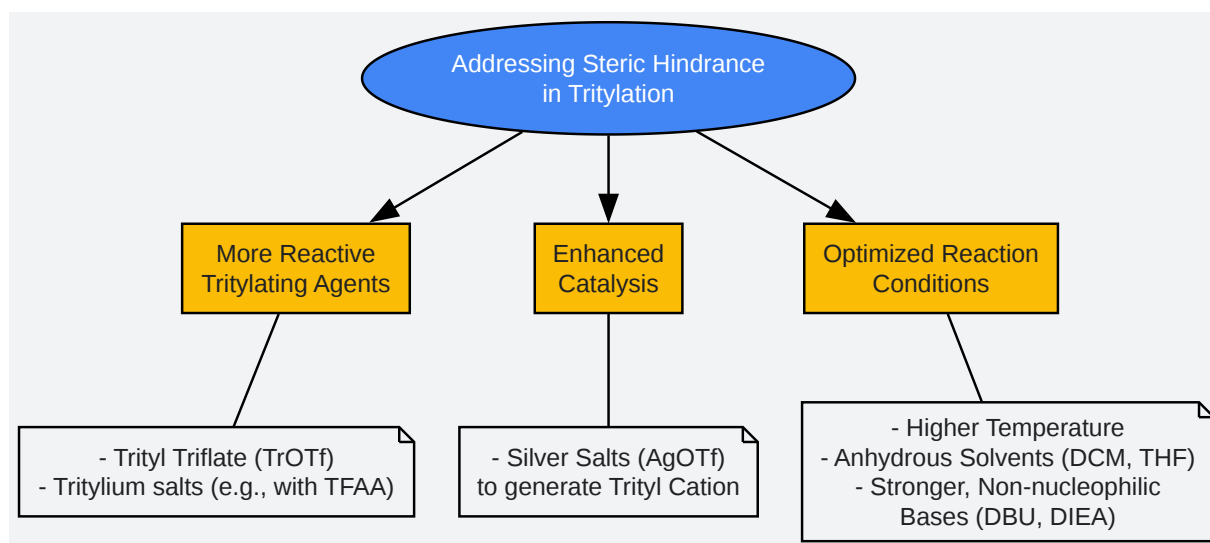 Addressing Steric Hindrance
in Tritylation
More Reactive
Tritylating Agents
Enhanced
Catalysis
Optimized Reaction
Conditions
- Trityl Triflate (TrOTf)
- Tritylium salts (e.g., with TFAA)
- Silver Salts (AgOTf)
to generate Trityl Cation
- Higher Temperature
- Anhydrous Solvents (DCM, THF)
- Stronger, Non-nucleophilic
Bases (DBU, DIEA)